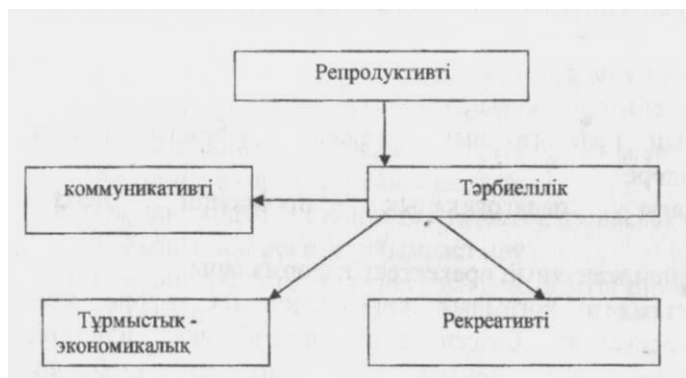 Репродуктивті
коммуникативті
Тәрбиелілік
Тұрмыстық -
экономикалық
Рекреативті